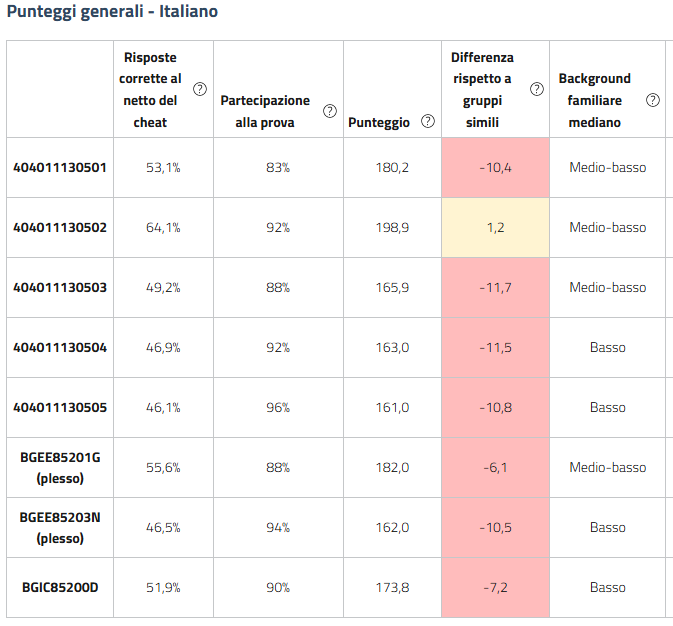 Punteggi generali - Italiano
Risposte corrette al netto del cheat ? Partecipazione alla prova ? Punteggio ? Differenza rispetto a gruppi simili ? Background familiare mediano ?
404011130501 53,1% 83% 180,2 -10,4 Medio-basso
404011130502 64,1% 92% 198,9 1,2 Medio-basso
404011130503 49,2% 88% 165,9 -11,7 Medio-basso
404011130504 46,9% 92% 163,0 -11,5 Basso
404011130505 46,1% 96% 161,0 -10,8 Basso
BGEE85201G (plesso) 55,6% 88% 182,0 -6,1 Medio-basso
BGEE85203N (plesso) 46,5% 94% 162,0 -10,5 Basso
BGIC85200D 51,9% 90% 173,8 -7,2 Basso